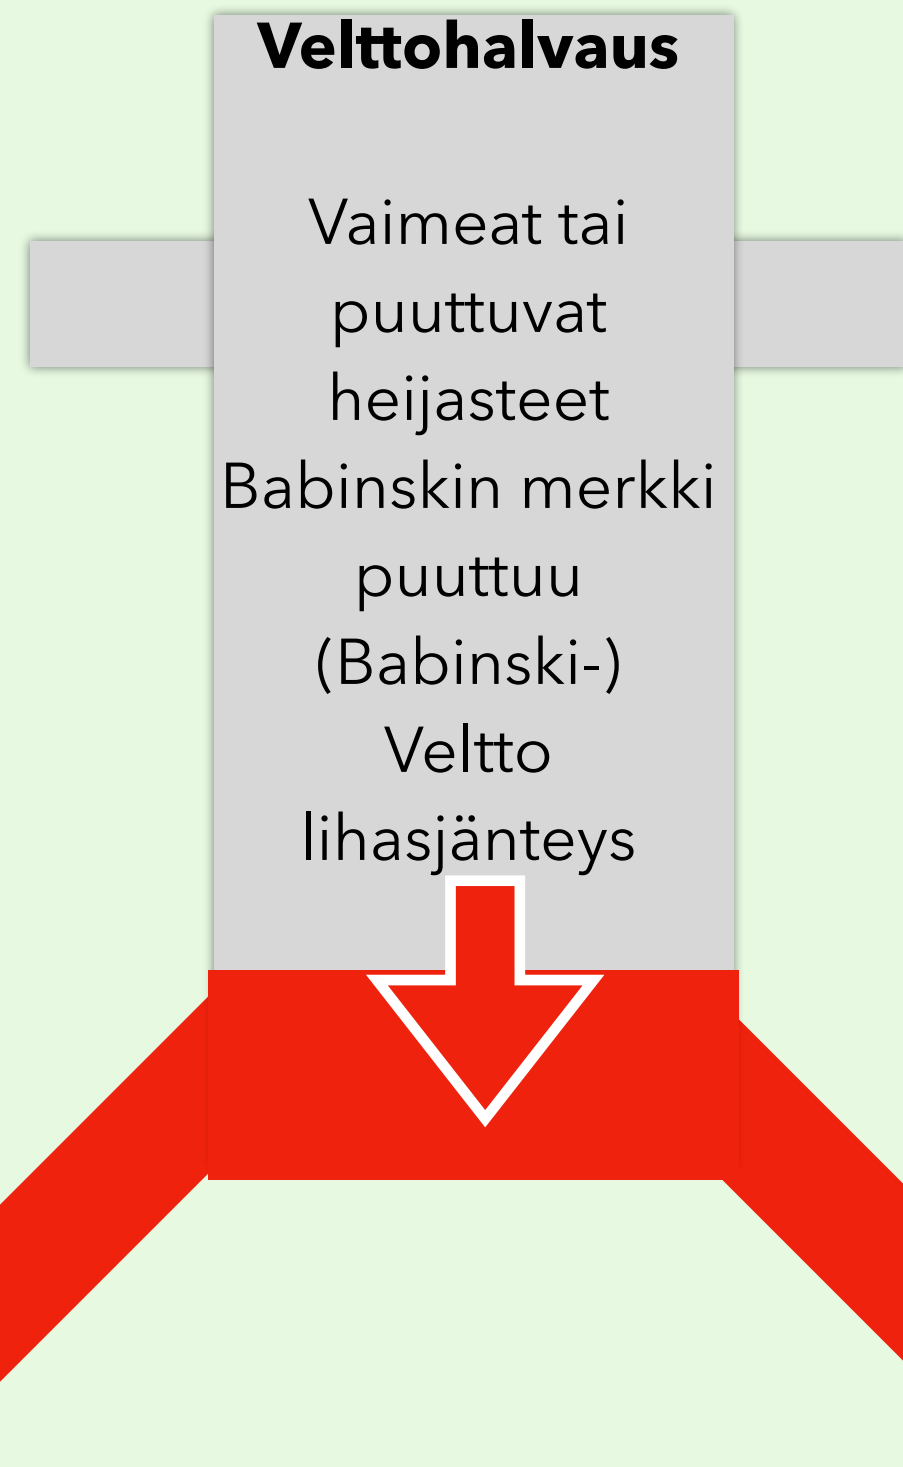 Velttohalvaus
Vaimeat tai
puuttuvat
heijasteet
Babinskin merkki
puuttuu
(Babinski-)
Veltto
lihasjänteys